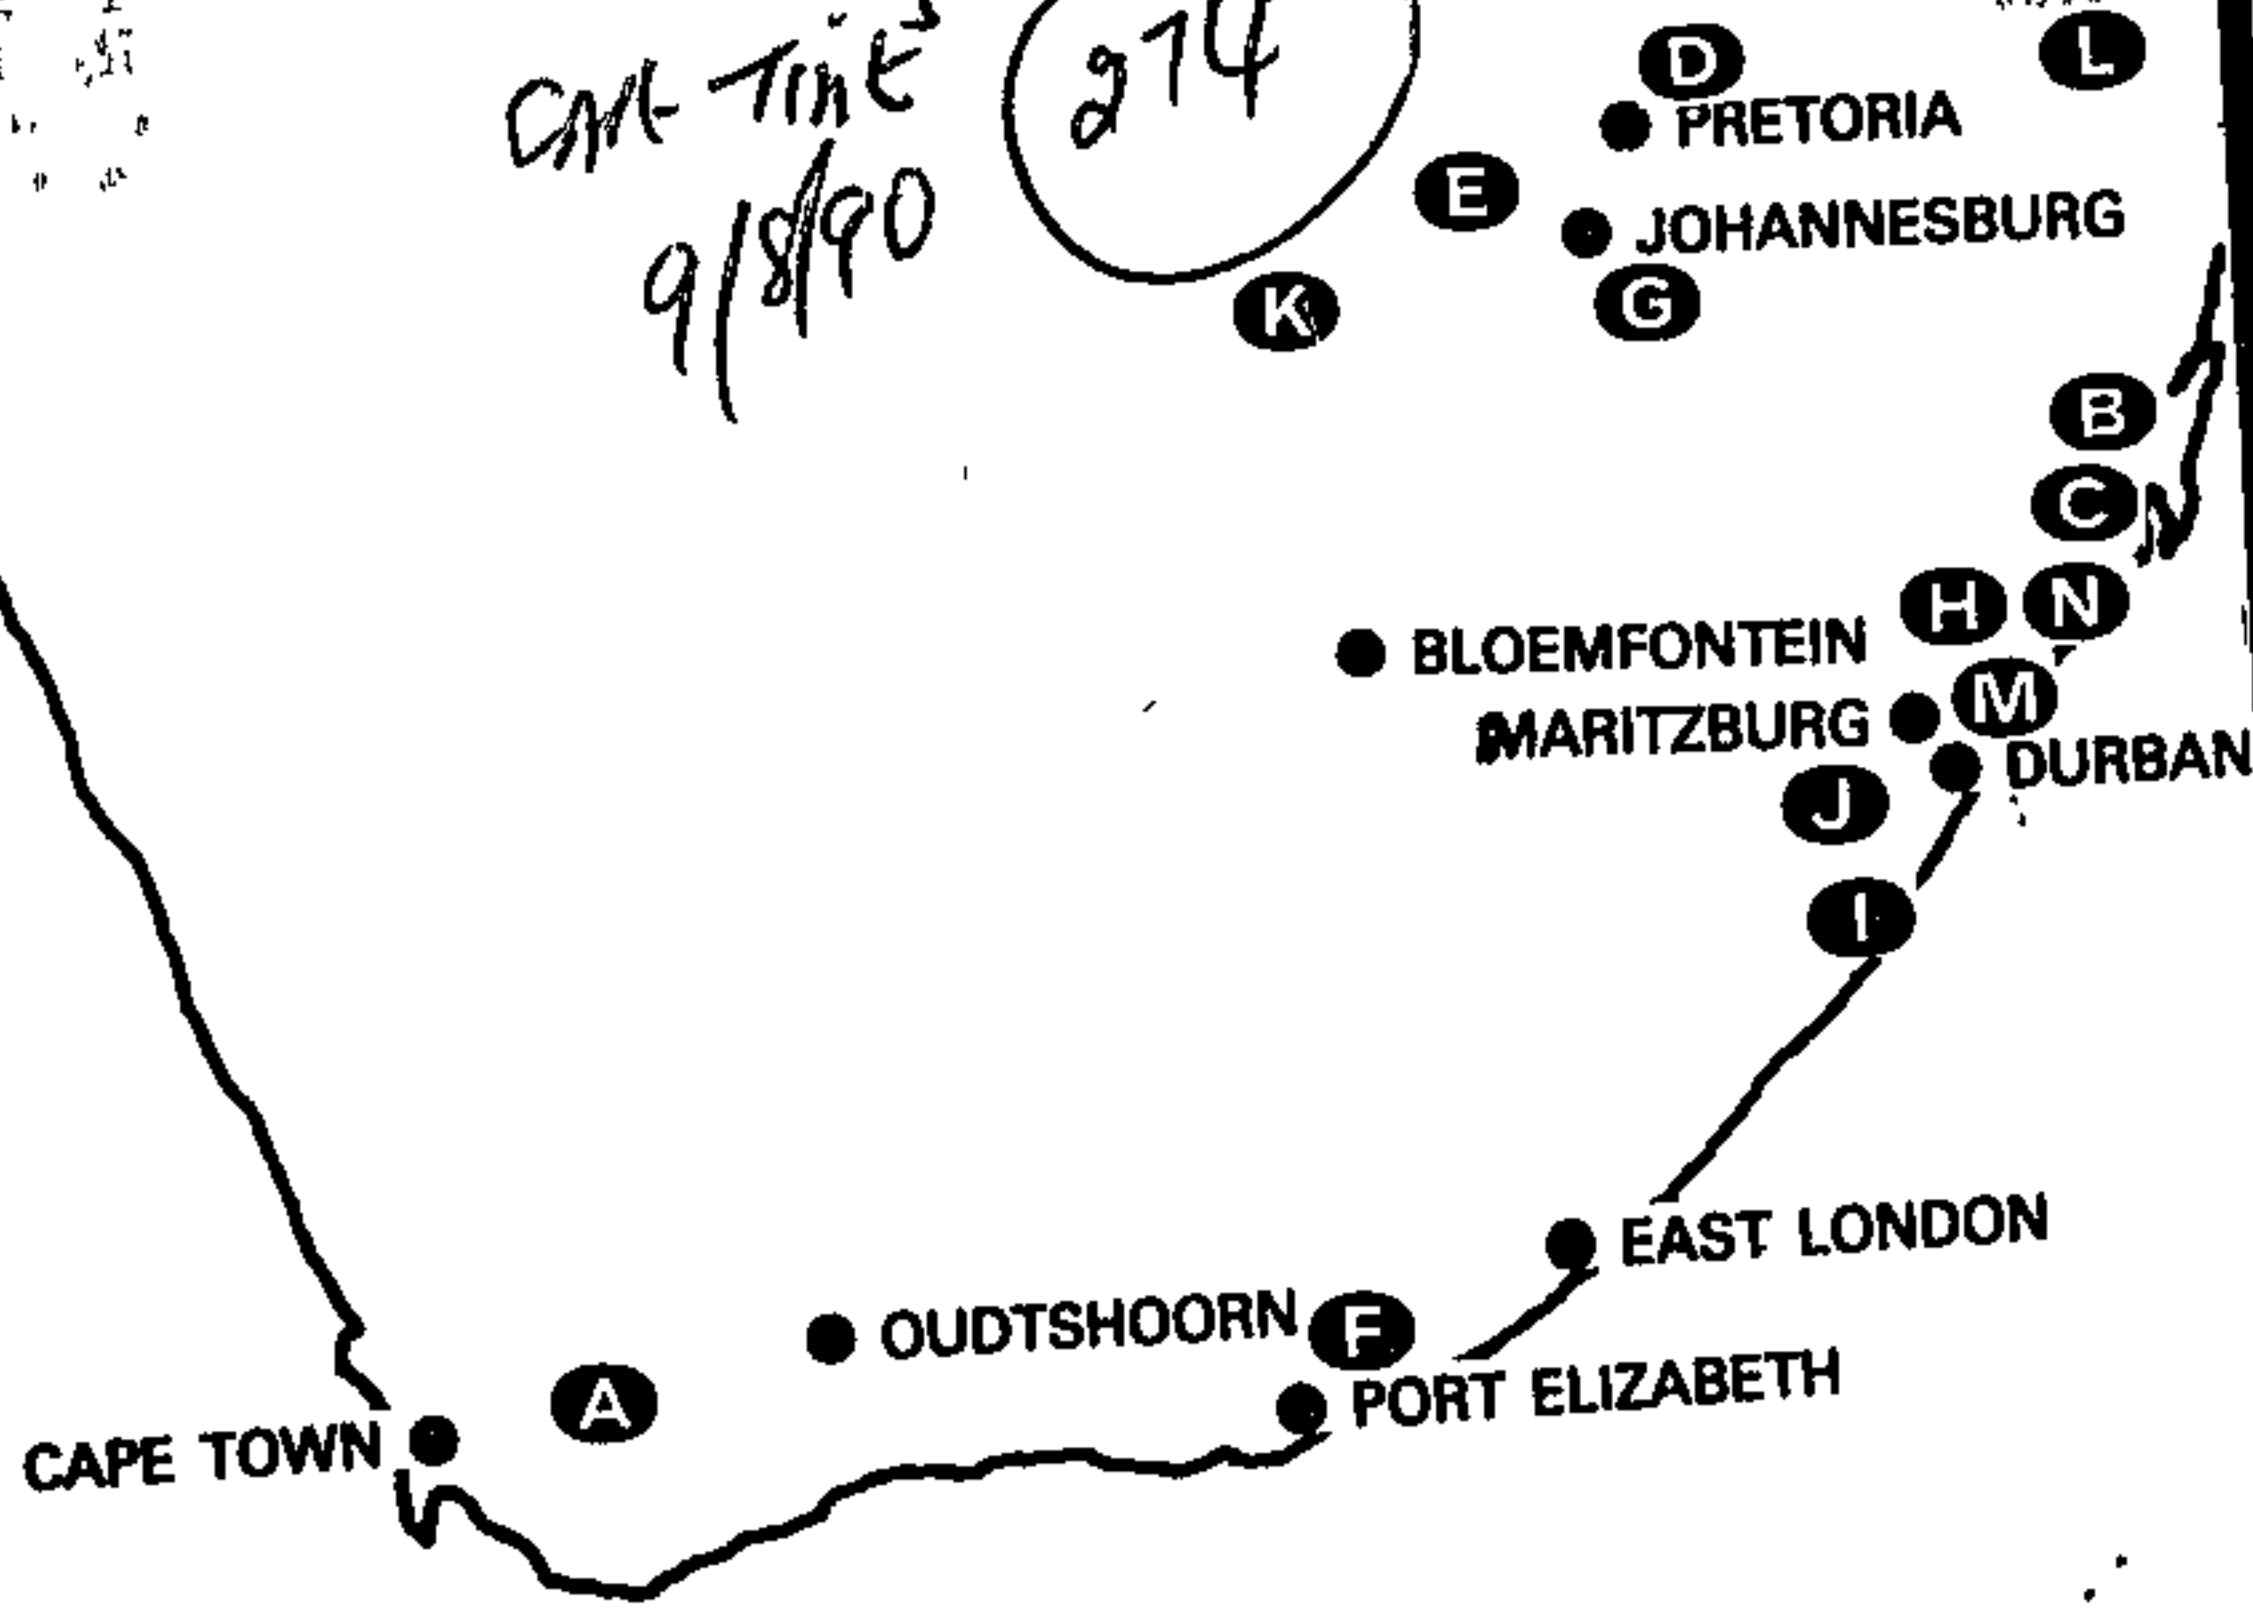 274
9/8/90
D
L
PRETORIA
E
JOHANNESBURG
K
G
B
C
H
N
BLOEMFONTEIN
M
MARITZBURG
DURBAN
J
I
EAST LONDON
OUDTSHOORN
F
PORT ELIZABETH
A
CAPE TOWN